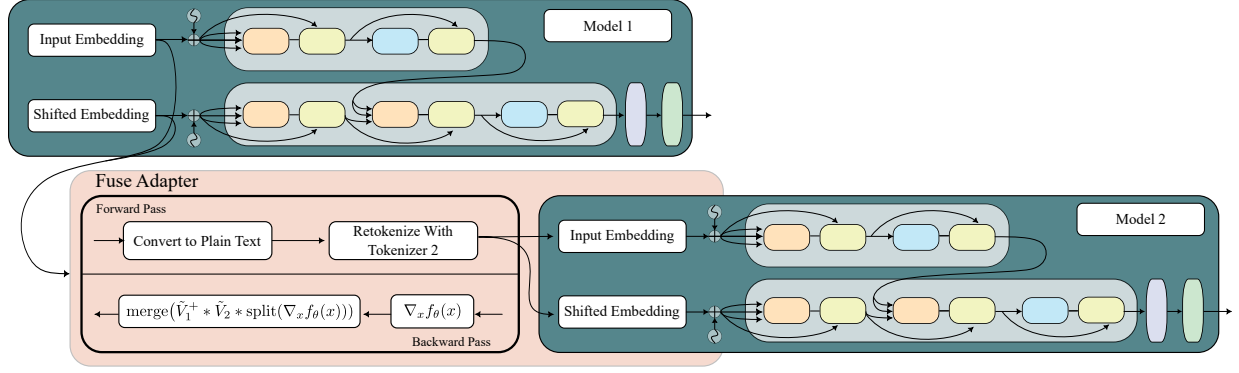 Model 1
Input Embedding
Shifted Embedding
Fuse Adapter
Forward Pass
Convert to Plain Text
Retokenize With
Tokenizer 2
merge(Ṽ₁⁺ * Ṽ₂ * split(∇ₓf_θ(x)))
∇ₓf_θ(x)
Backward Pass
Model 2
Input Embedding
Shifted Embedding